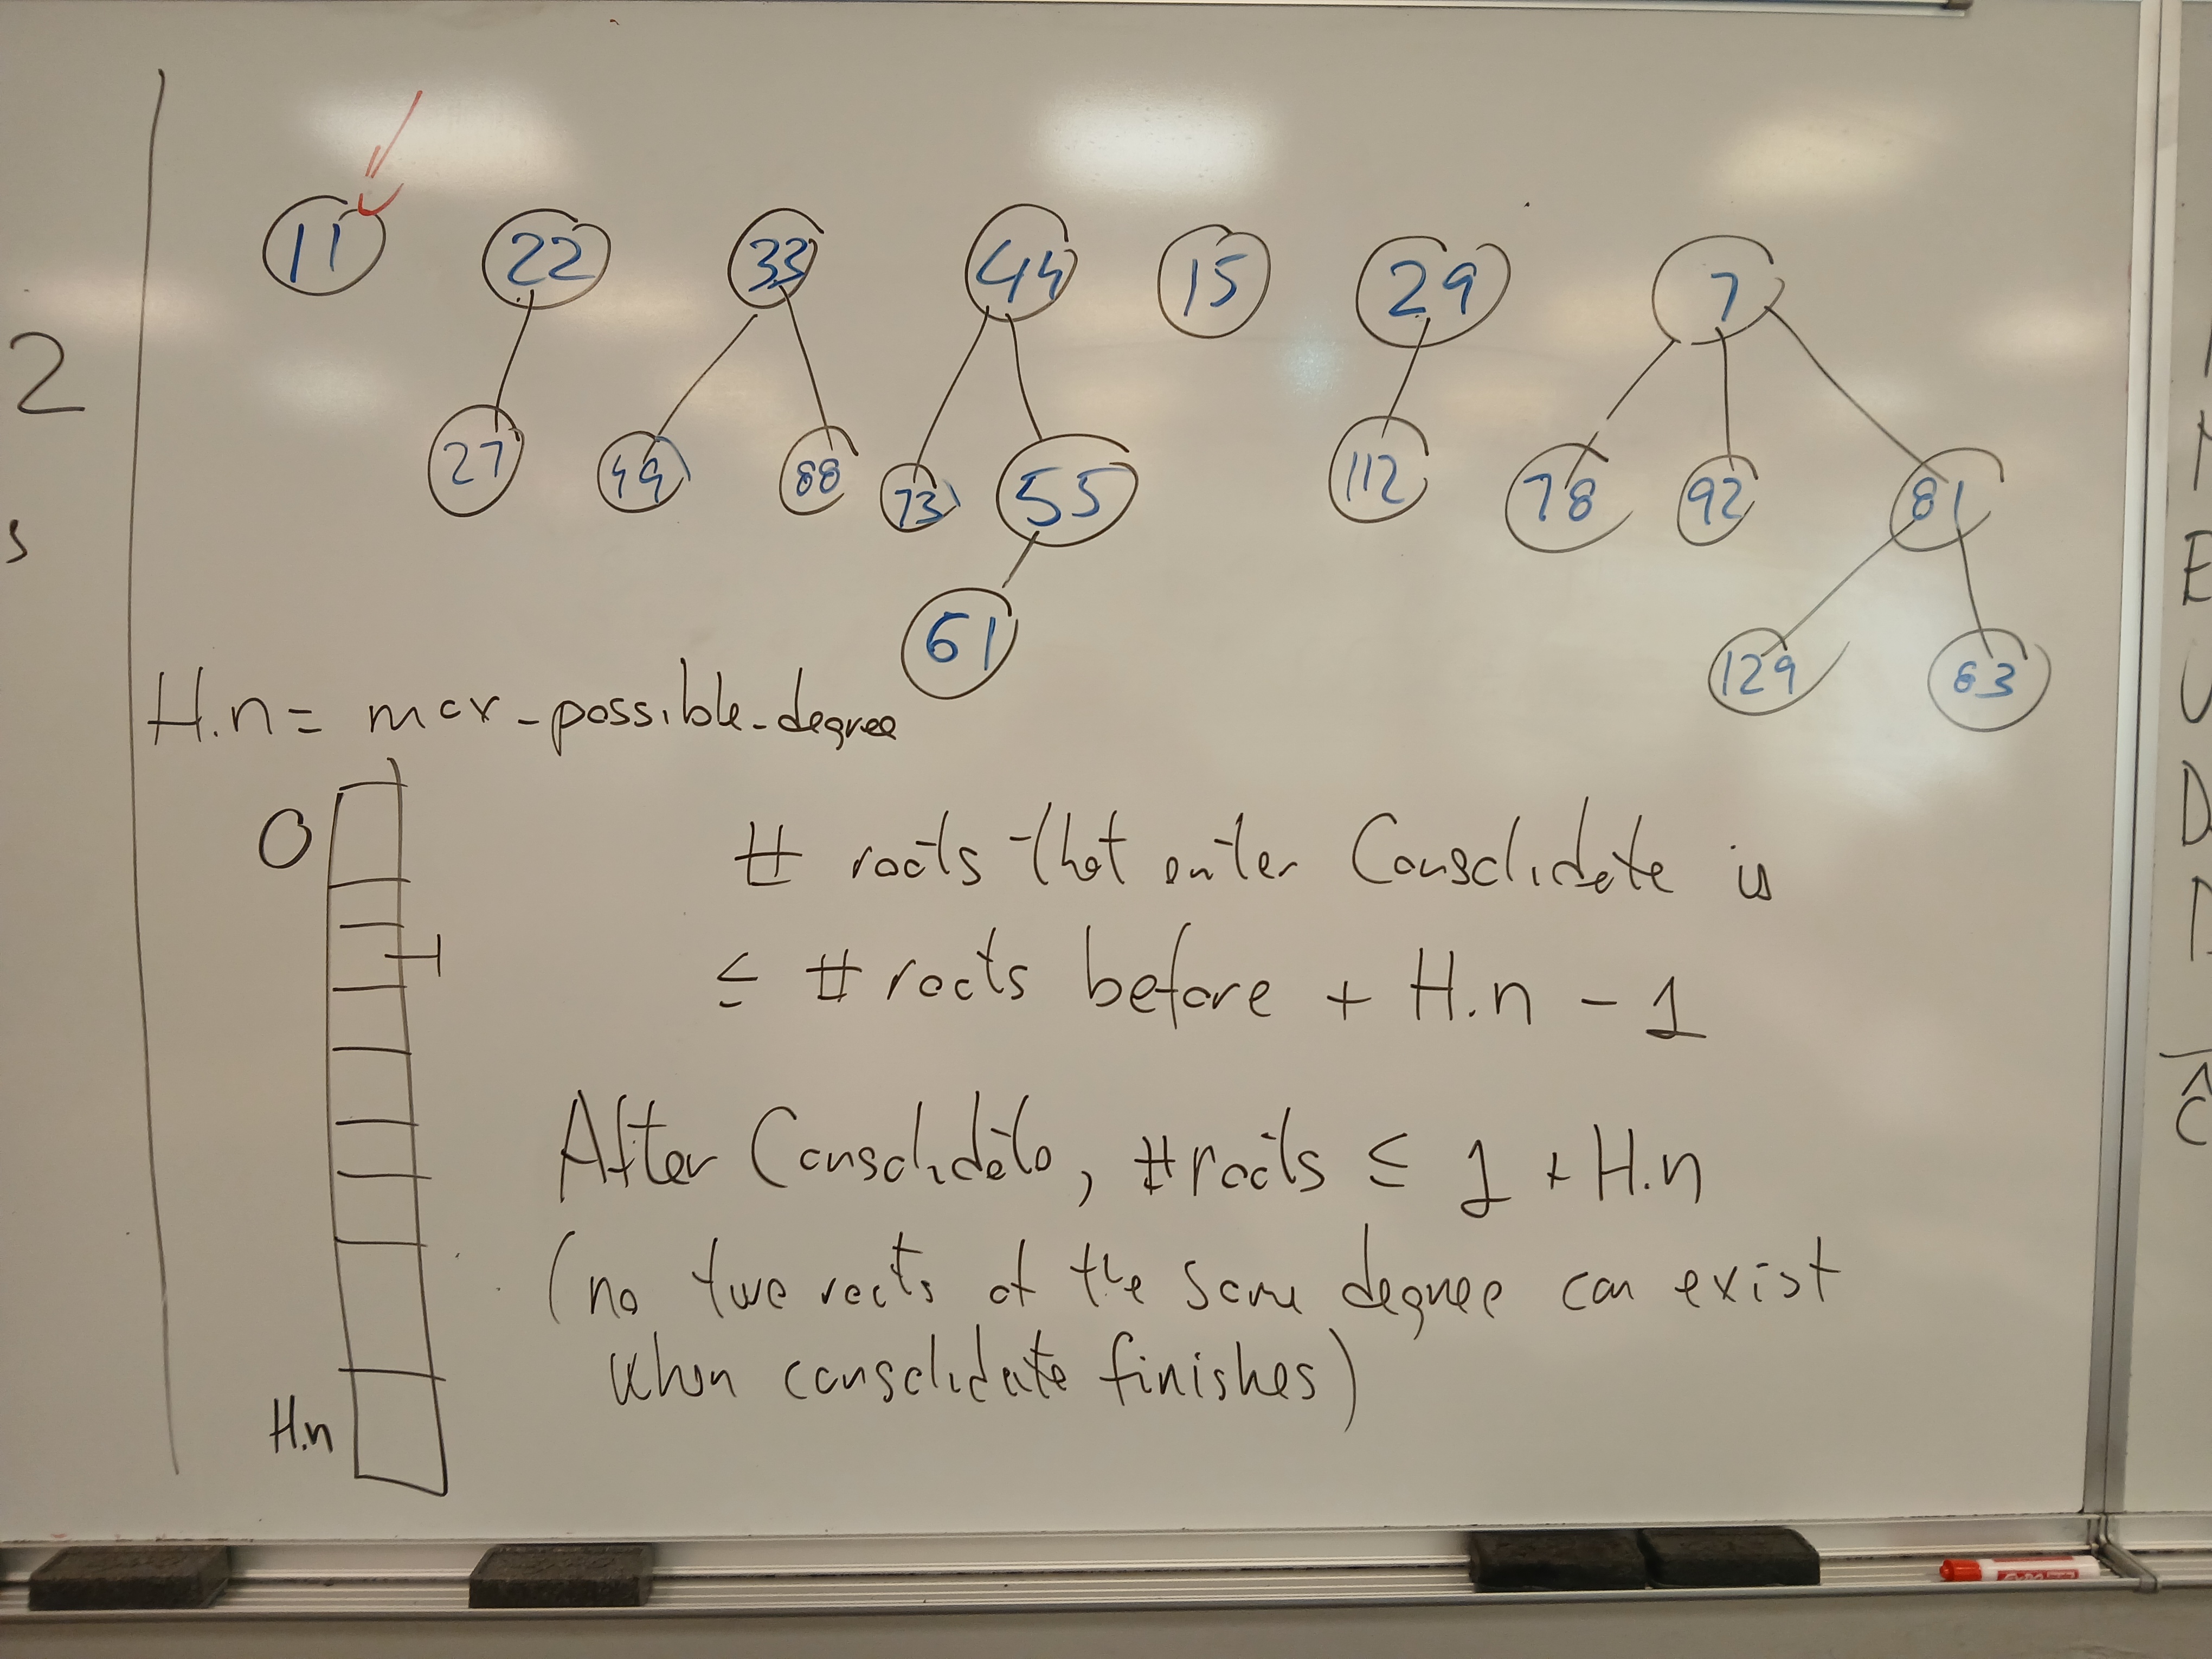 11 22 33 44 15 29 7
2
27 49 88 73 55 112 78 92 81
s
61 129 63
H.n = max_possible_degree
0
# roots that enter Consolidate is
≤ # roots before + H.n - 1
After Consolidate, # roots ≤ 1 + H.n
(no two roots of the same degree can exist
when consolidate finishes)
H.n